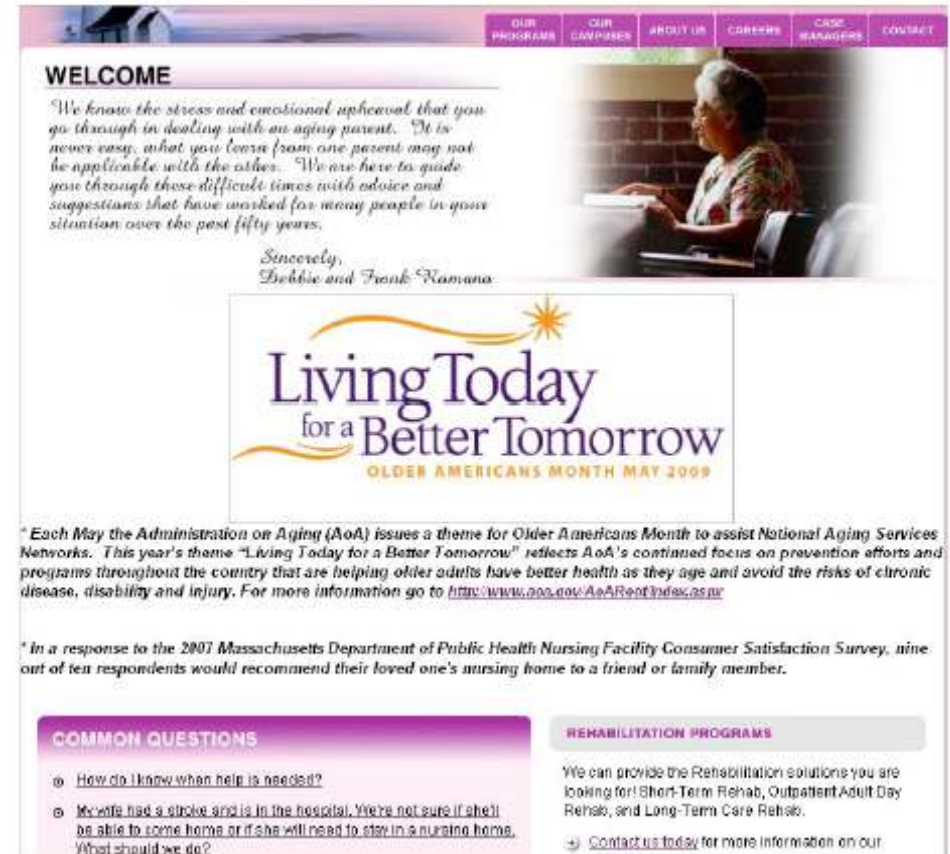 OUR PROGRAMS
OUR CAMPUSES
ABOUT US
CAREERS
CASE MANAGERS
CONTACT
WELCOME
We know the stress and emotional upheaval that you
go through in dealing with an aging parent. It is
never easy, what you learn from one parent may not
be applicable with the other. We are here to guide
you through these difficult times with advice and
suggestions that have worked for many people in your
situation over the past fifty years.
Sincerely,
Debbie and Frank Romano
Living Today
for a Better Tomorrow
OLDER AMERICANS MONTH MAY 2009
* Each May the Administration on Aging (AoA) issues a theme for Older Americans Month to assist National Aging Services
Networks. This year's theme "Living Today for a Better Tomorrow" reflects AoA's continued focus on prevention efforts and
programs throughout the country that are helping older adults have better health as they age and avoid the risks of chronic
disease, disability and injury. For more information go to http://www.aoa.gov/AoARoot/Index.aspx
* In a response to the 2007 Massachusetts Department of Public Health Nursing Facility Consumer Satisfaction Survey, nine
out of ten respondents would recommend their loved one's nursing home to a friend or family member.
COMMON QUESTIONS
How do I know when help is needed?
My wife had a stroke and is in the hospital. We're not sure if she'll
be able to come home or if she will need to stay in a nursing home.
What should we do?
REHABILITATION PROGRAMS
We can provide the Rehabilitation solutions you are
looking for! Short-Term Rehab, Outpatient Adult Day
Rehab, and Long-Term Care Rehab.
Contact us today for more information on our